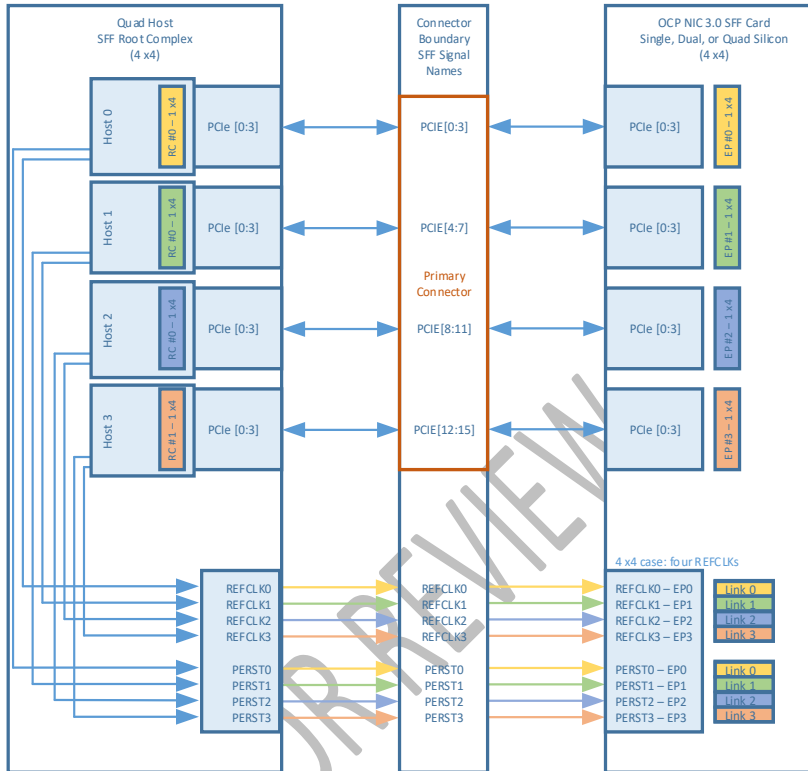 Quad Host
SFF Root Complex
(4 x4)
Connector
Boundary
SFF Signal
Names
OCP NIC 3.0 SFF Card
Single, Dual, or Quad Silicon
(4 x4)
Host 0
RC #0 – 1 x4
PCIe [0:3]
PCIE[0:3]
PCIe [0:3]
EP #0 – 1 x4
Host 1
RC #0 – 1 x4
PCIe [0:3]
PCIE[4:7]
PCIe [0:3]
EP #1 – 1 x4
Primary
Connector
Host 2
RC #0 – 1 x4
PCIe [0:3]
PCIE[8:11]
PCIe [0:3]
EP #2 – 1 x4
Host 3
RC #1 – 1 x4
PCIe [0:3]
PCIE[12:15]
PCIe [0:3]
EP #3 – 1 x4
4 x4 case: four REFCLKs
REFCLK0
REFCLK0
REFCLK0 – EP0
Link 0
REFCLK1
REFCLK1
REFCLK1 – EP1
Link 1
REFCLK2
REFCLK2
REFCLK2 – EP2
Link 2
REFCLK3
REFCLK3
REFCLK3 – EP3
Link 3
PERST0
PERST0
PERST0 – EP0
Link 0
PERST1
PERST1
PERST1 – EP1
Link 1
PERST2
PERST2
PERST2 – EP2
Link 2
PERST3
PERST3
PERST3 – EP3
Link 3
OR REVIEW